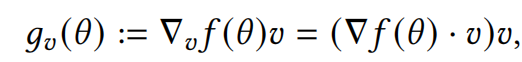 g_v(θ) := ∇_v f(θ)v = (∇f(θ) · v)v,